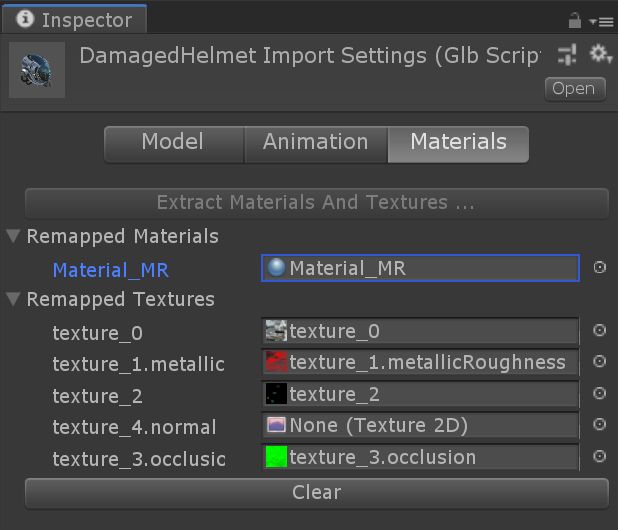 Inspector
DamagedHelmet Import Settings (Glb Script
Open
Model Animation Materials
Extract Materials And Textures ...
Remapped Materials
Material_MR Material_MR
Remapped Textures
texture_0 texture_0
texture_1.metallic texture_1.metallicRoughness
texture_2 texture_2
texture_4.normal None (Texture 2D)
texture_3.occlusic texture_3.occlusion
Clear